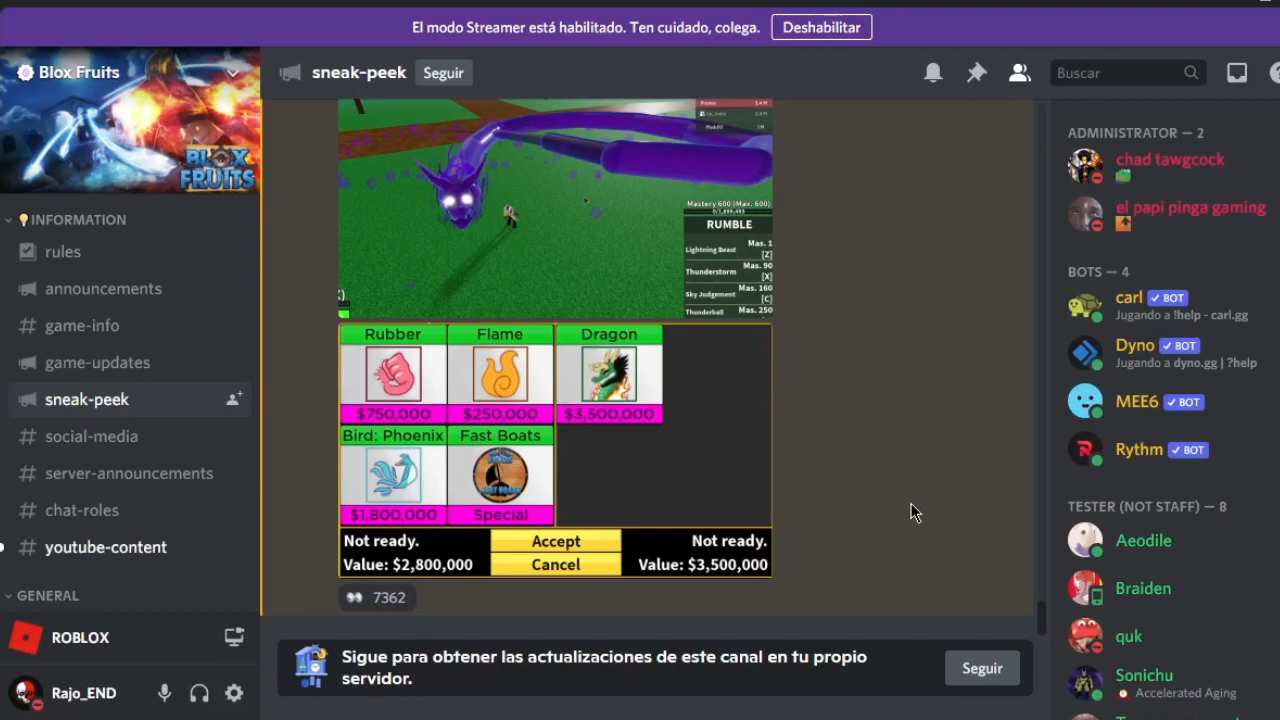 El modo Streamer está habilitado. Ten cuidado, colega.
Deshabilitar
Blox Fruits
BLOX
FRUITS
INFORMATION
rules
announcements
game-info
game-updates
sneak-peek
social-media
server-announcements
chat-roles
youtube-content
GENERAL
ROBLOX
Rajo_END
sneak-peek
Seguir
Buscar
Mastery 600 (Max. 600)
RUMBLE
Lightning Beast
Mas. 1
[Z]
Thunderstorm
Mas. 90
[X]
Sky Judgement
Mas. 160
[C]
Thunderball
Mas. 250
Rubber
Flame
Dragon
$750,000
$250,000
$3,500,000
Bird: Phoenix
Fast Boats
FAST BOATS
$1,800,000
Special
Not ready.
Accept
Not ready.
Value: $2,800,000
Cancel
Value: $3,500,000
7362
Sigue para obtener las actualizaciones de este canal en tu propio
servidor.
Seguir
ADMINISTRATOR — 2
chad tawgcock
el papi pinga gaming
BOTS — 4
carl ✓ BOT
Jugando a !help - carl.gg
Dyno ✓ BOT
Jugando a dyno.gg | ?help
MEE6 ✓ BOT
Rythm ✓ BOT
TESTER (NOT STAFF) — 8
Aeodile
Braiden
quk
Sonichu
Accelerated Aging